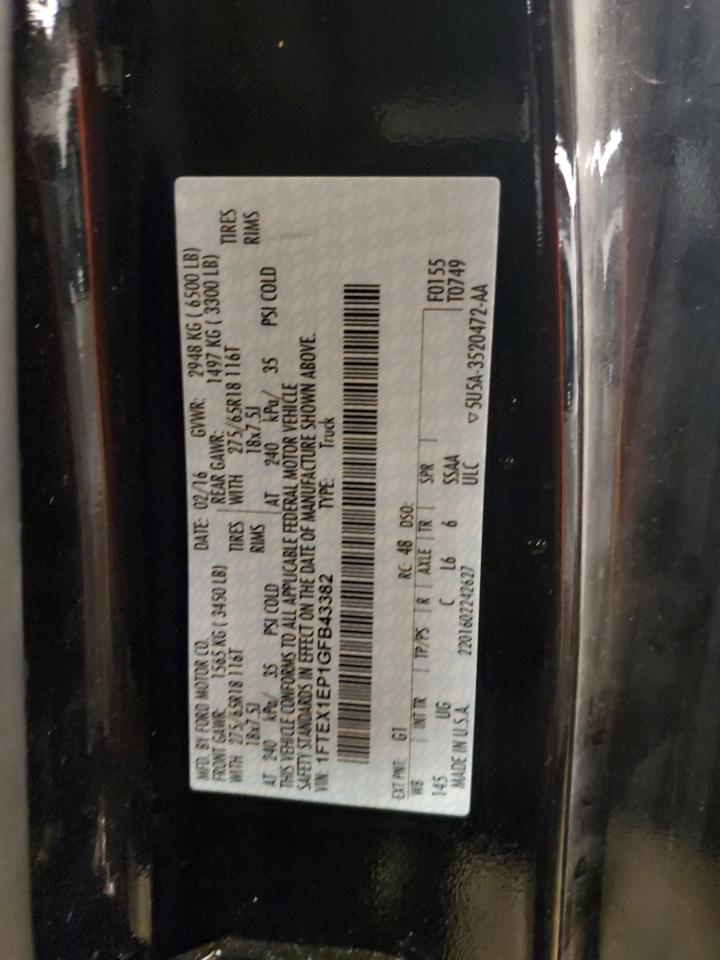 MFD. BY FORD MOTOR CO. DATE: 02/16 GVWR: 2948 KG ( 6500 LB)
FRONT GAWR: 1565 KG ( 3450 LB) REAR GAWR: 1497 KG ( 3300 LB)
WITH 275/65R18 116T TIRES WITH 275/65R18 116T TIRES
18x7.5J RIMS 18x7.5J RIMS
AT 240 kPa/ 35 PSI COLD AT 240 kPa/ 35 PSI COLD
THIS VEHICLE CONFORMS TO ALL APPLICABLE FEDERAL MOTOR VEHICLE
SAFETY STANDARDS IN EFFECT ON THE DATE OF MANUFACTURE SHOWN ABOVE.
VIN: 1FTEX1EP1GFB43382 TYPE: Truck
EXT PNT: G1 RC: 48 DSO: F0155
WB INT TR TP/PS R AXLE TR SPR T0749
145 UG C L6 6 SSAA ▽5U5A-3520472-AA
MADE IN U.S.A. 2201602242627 ULC